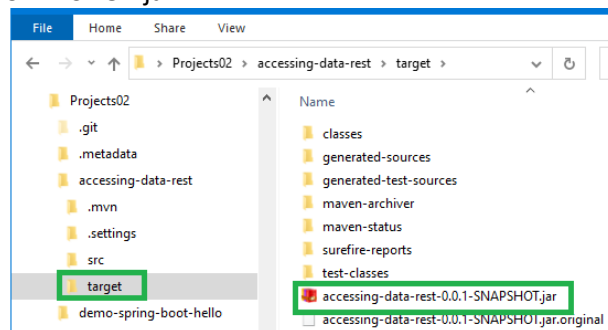 File Home Share View
Projects02 > accessing-data-rest > target >
Projects02
.git
.metadata
accessing-data-rest
.mvn
.settings
src
target
demo-spring-boot-hello
Name
classes
generated-sources
generated-test-sources
maven-archiver
maven-status
surefire-reports
test-classes
accessing-data-rest-0.0.1-SNAPSHOT.jar
accessing-data-rest-0.0.1-SNAPSHOT.jar.original